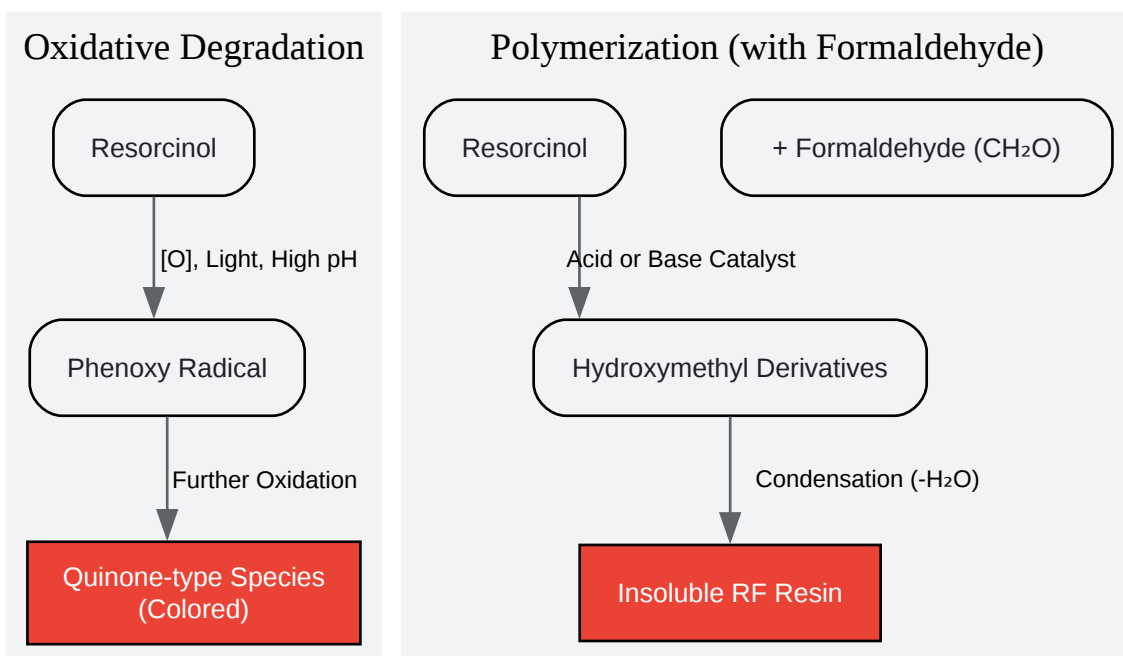 Oxidative Degradation
Resorcinol
[O], Light, High pH
Phenoxy Radical
Further Oxidation
Quinone-type Species
(Colored)
Polymerization (with Formaldehyde)
Resorcinol
+ Formaldehyde (CH₂O)
Acid or Base Catalyst
Hydroxymethyl Derivatives
Condensation (-H₂O)
Insoluble RF Resin